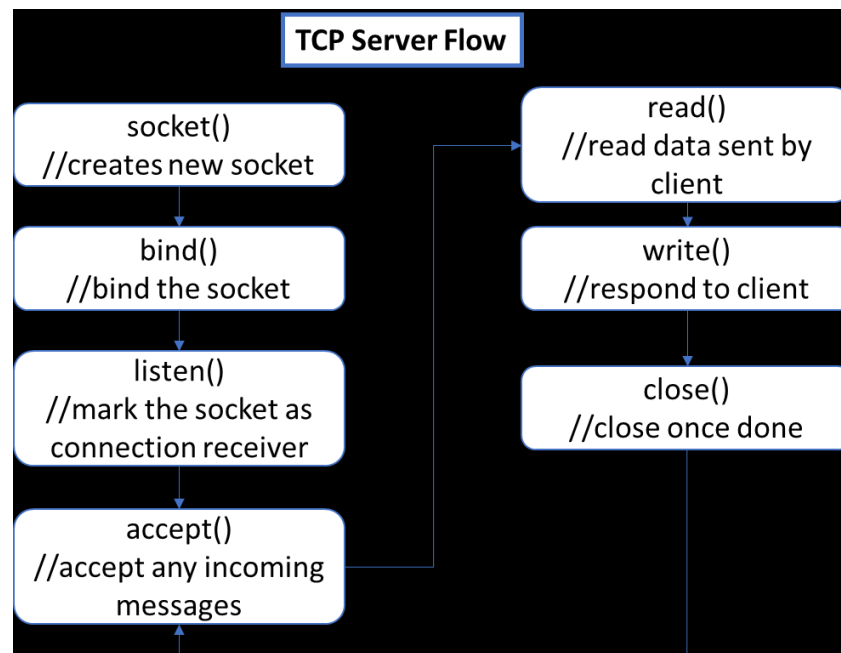 TCP Server Flow
socket()
//creates new socket
bind()
//bind the socket
listen()
//mark the socket as
connection receiver
accept()
//accept any incoming
messages
read()
//read data sent by
client
write()
//respond to client
close()
//close once done